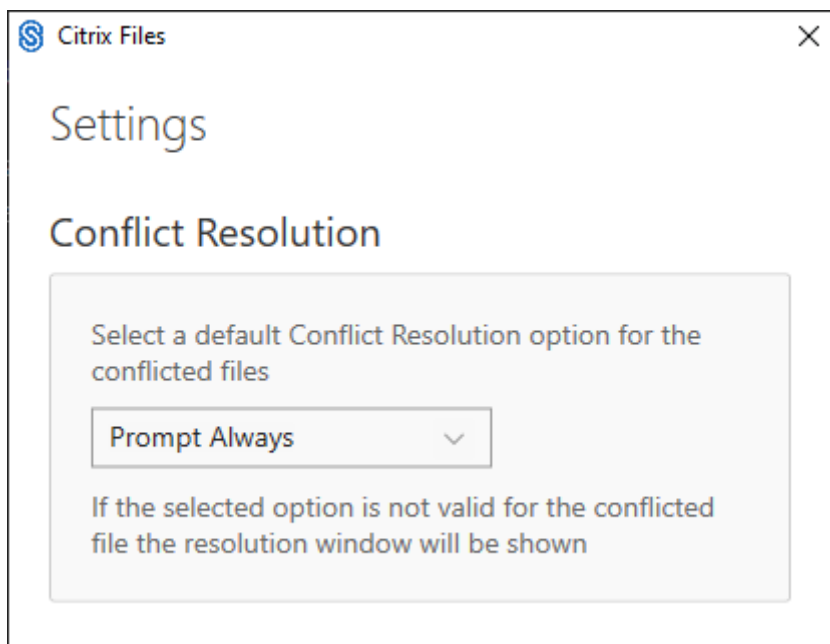 Citrix Files
Settings
Conflict Resolution
Select a default Conflict Resolution option for the
conflicted files
Prompt Always
If the selected option is not valid for the conflicted
file the resolution window will be shown